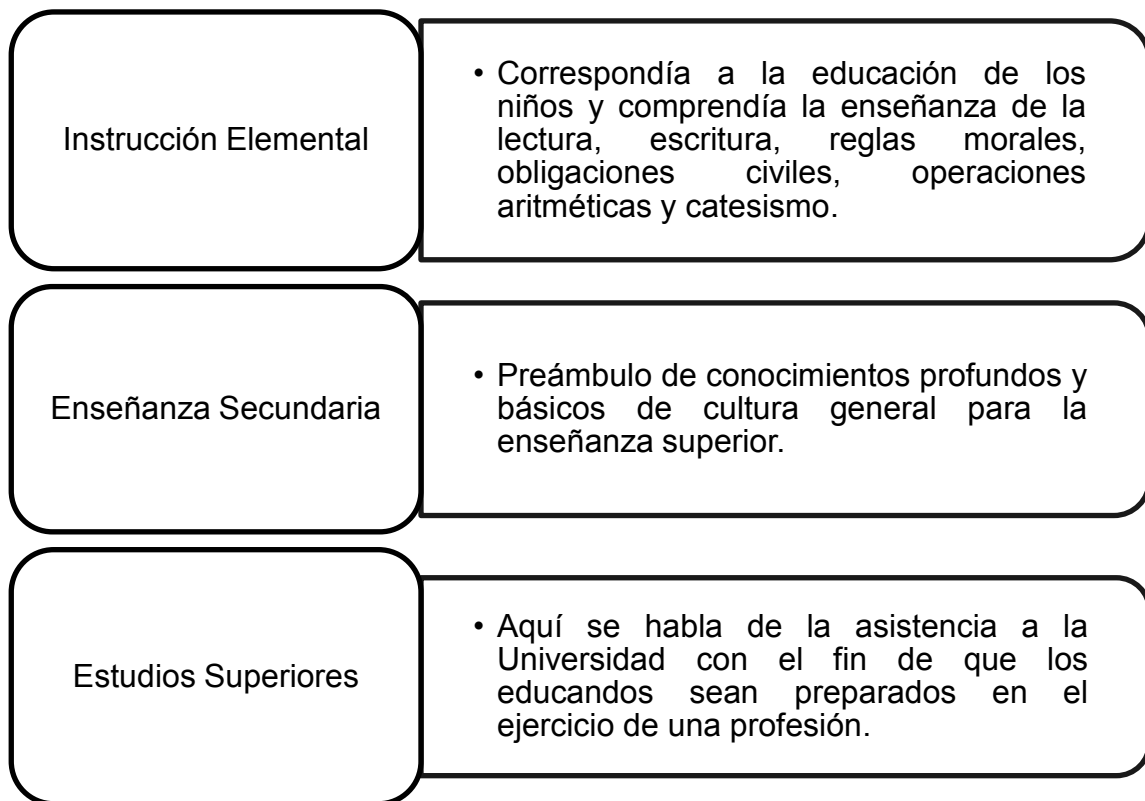 Instrucción Elemental
• Correspondía a la educación de los
niños y comprendía la enseñanza de la
lectura, escritura, reglas morales,
obligaciones civiles, operaciones
aritméticas y catesismo.
Enseñanza Secundaria
• Preámbulo de conocimientos profundos y
básicos de cultura general para la
enseñanza superior.
Estudios Superiores
• Aquí se habla de la asistencia a la
Universidad con el fin de que los
educandos sean preparados en el
ejercicio de una profesión.